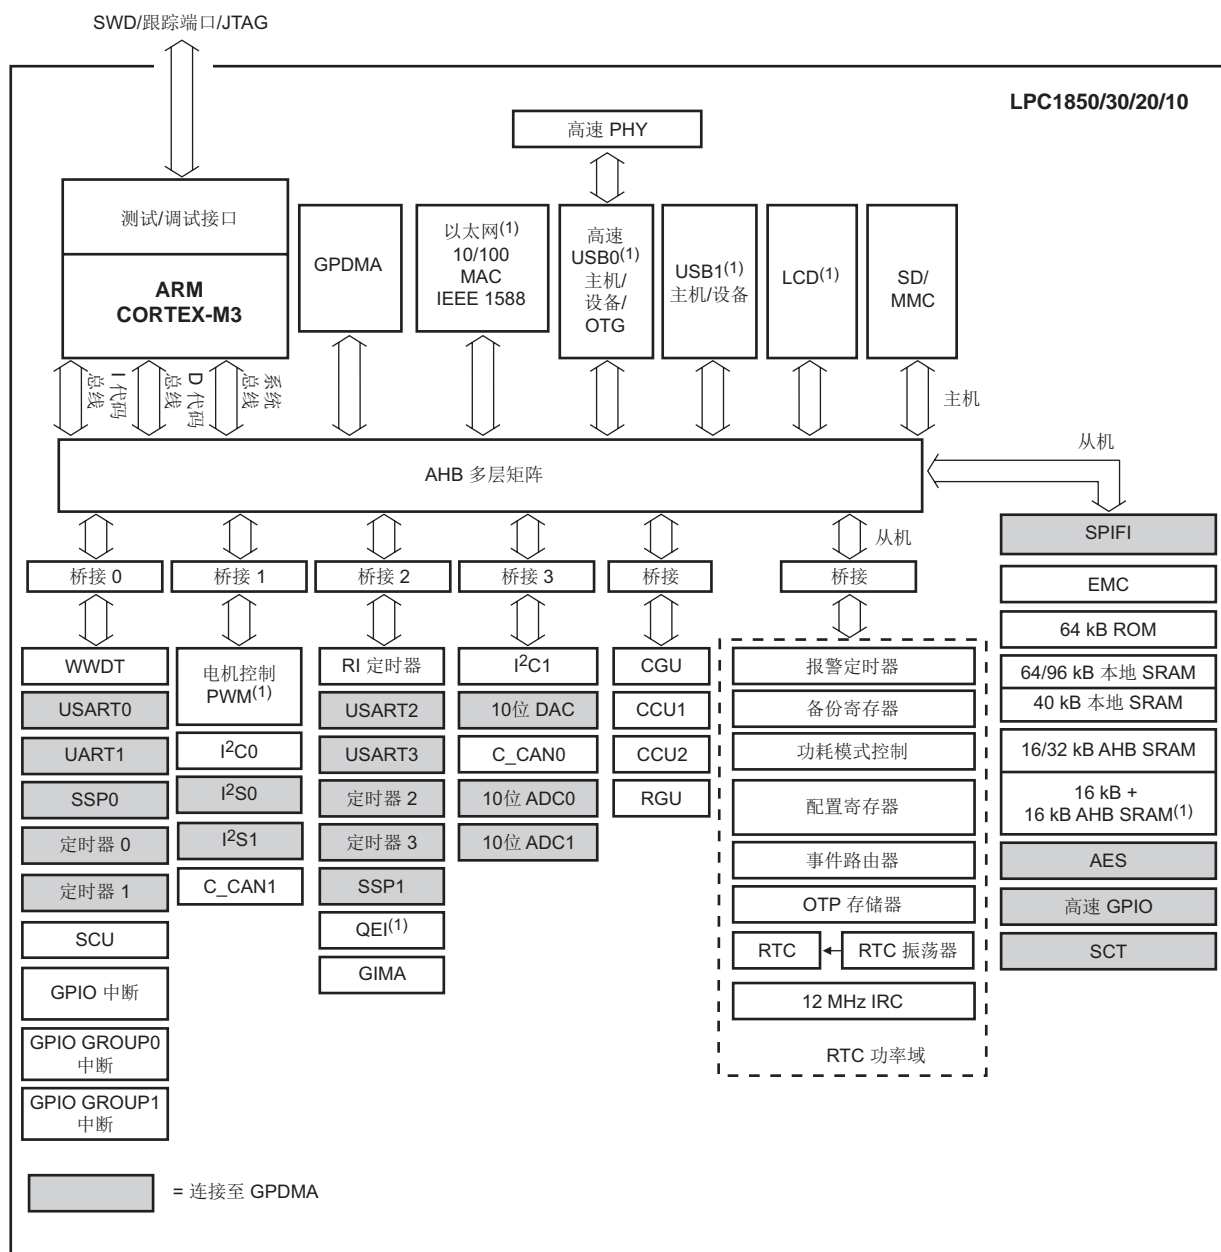 SWD/跟踪端口/JTAG
LPC1850/30/20/10
高速 PHY
测试/调试接口
ARM
CORTEX-M3
GPDMA
以太网(1)
10/100
MAC
IEEE 1588
高速
USB0(1)
主机/
设备/
OTG
USB1(1)
主机/设备
LCD(1)
SD/
MMC
I 代码
总线
D 代码
总线
系统
总线
主机
从机
AHB 多层矩阵
从机
桥接 0
桥接 1
桥接 2
桥接 3
桥接
桥接
WWDT
USART0
UART1
SSP0
定时器 0
定时器 1
SCU
GPIO 中断
GPIO GROUP0
中断
GPIO GROUP1
中断
电机控制
PWM(1)
I2C0
I2S0
I2S1
C_CAN1
RI 定时器
USART2
USART3
定时器 2
定时器 3
SSP1
QEI(1)
GIMA
I2C1
10位 DAC
C_CAN0
10位 ADC0
10位 ADC1
CGU
CCU1
CCU2
RGU
报警定时器
备份寄存器
功耗模式控制
配置寄存器
事件路由器
OTP 存储器
RTC
RTC 振荡器
12 MHz IRC
RTC 功率域
SPIFI
EMC
64 kB ROM
64/96 kB 本地 SRAM
40 kB 本地 SRAM
16/32 kB AHB SRAM
16 kB +
16 kB AHB SRAM(1)
AES
高速 GPIO
SCT
= 连接至 GPDMA